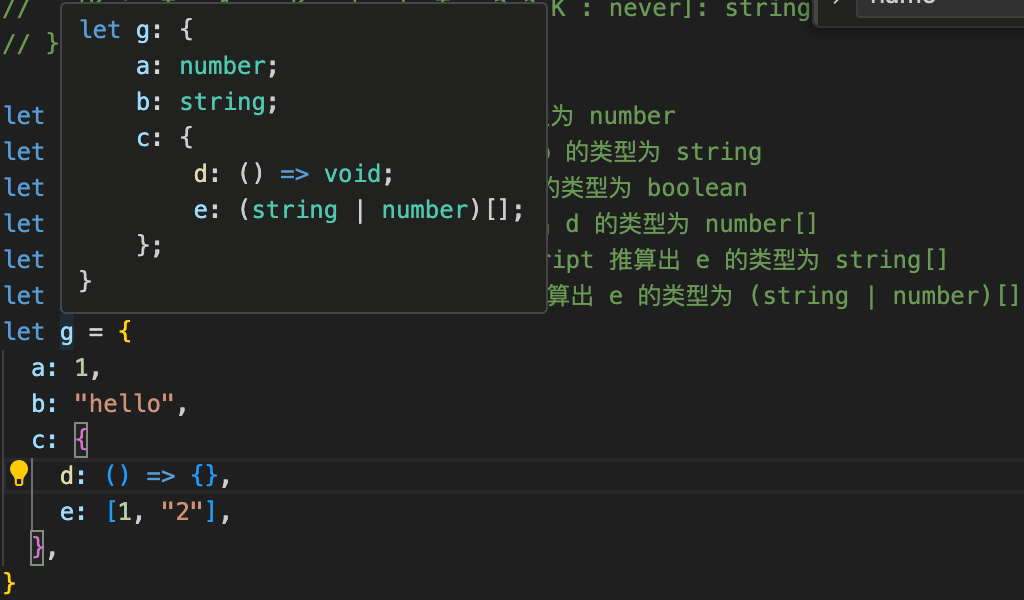 // K : never]: string
// }
let g: {
a: number;
b: string;
c: {
d: () => void;
e: (string | number)[];
};
}
let 为 number
let 的类型为 string
let 的类型为 boolean
let d 的类型为 number[]
let ript 推算出 e 的类型为 string[]
let 算出 e 的类型为 (string | number)[]
let g = {
a: 1,
b: "hello",
c: {
d: () => {},
e: [1, "2"],
},
}